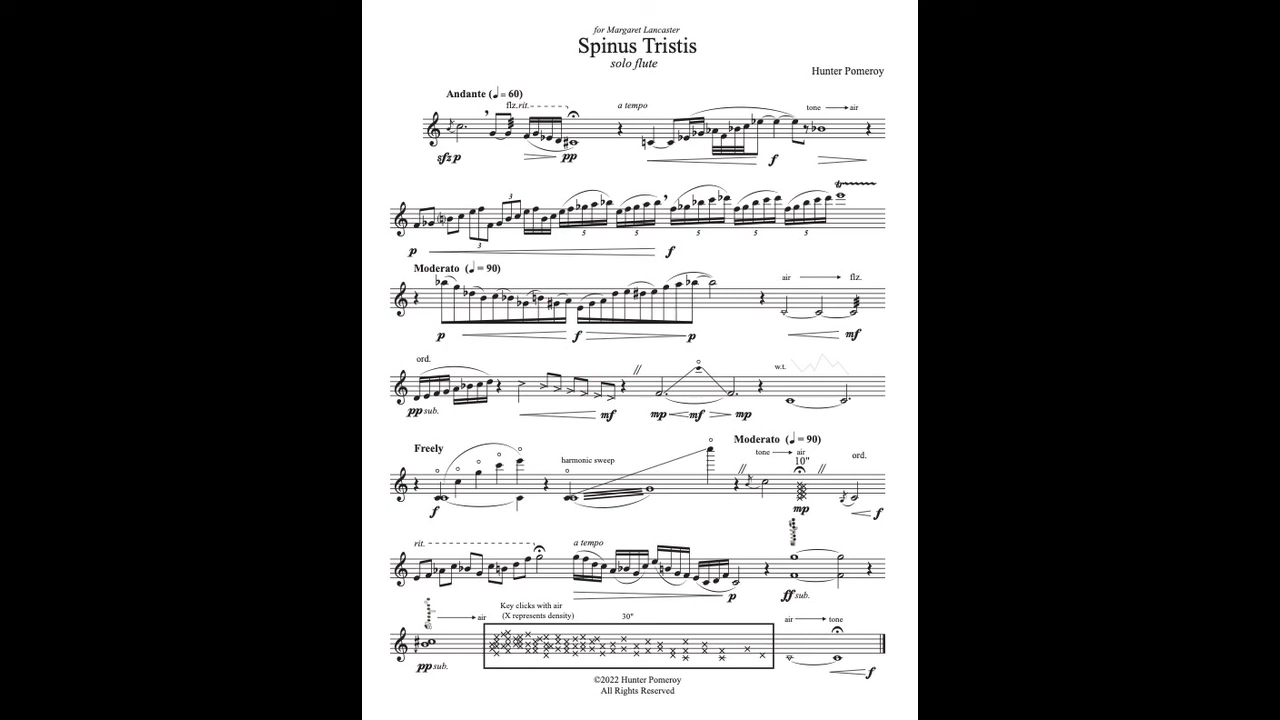 for Margaret Lancaster
Spinus Tristis
solo flute
Hunter Pomeroy
Andante (♩= 60)
flz. rit. a tempo tone air
sfz p pp f
3 tr
3 5 5 5 5 5
p f
Moderato (♩= 90)
air flz.
p f p mf
ord.
w.t.
pp sub. mf mp mf mp
Freely Moderato (♩= 90)
harmonic sweep tone air ord.
10"
f mp f
rit. a tempo
p ff sub.
air Key clicks with air
(X represents density) 30" air tone
pp sub. f
©2022 Hunter Pomeroy
All Rights Reserved